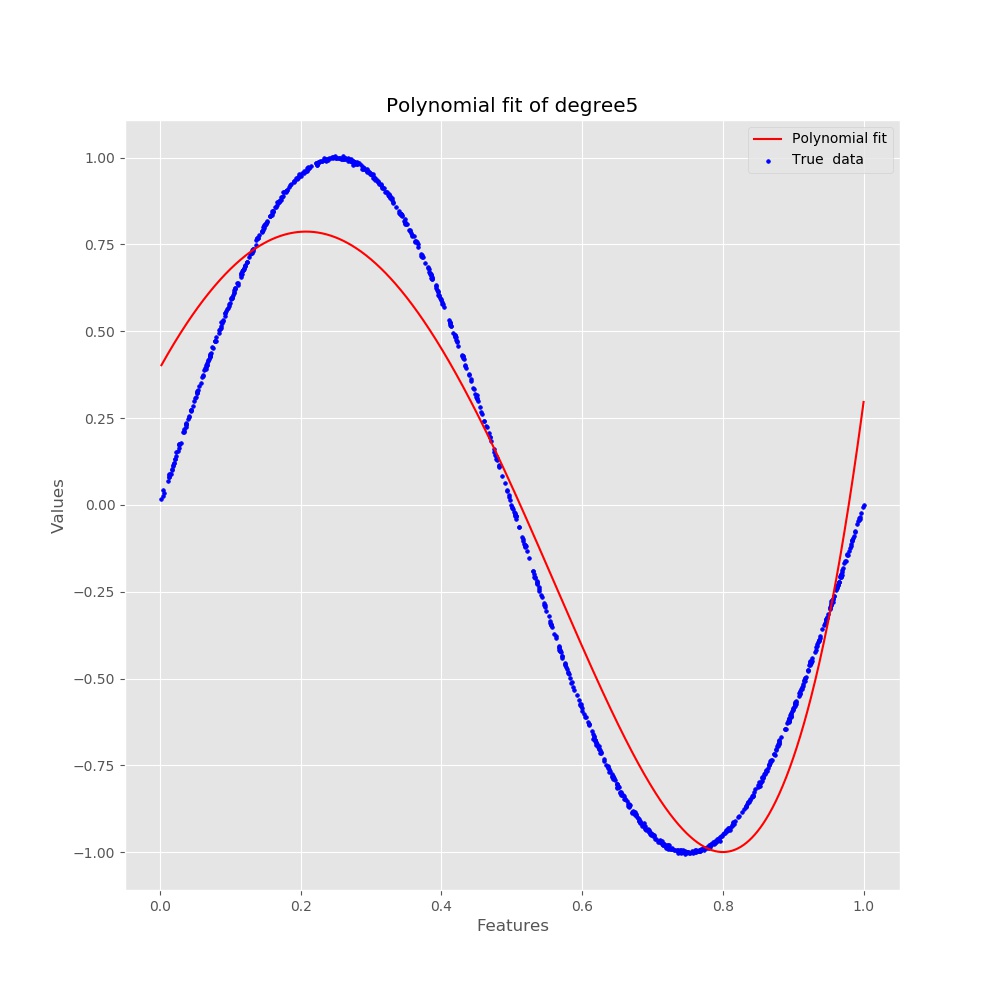 Polynomial fit of degree5
Polynomial fit
True  data
1.00
0.75
0.50
0.25
0.00
−0.25
−0.50
−0.75
−1.00
Values
0.0 0.2 0.4 0.6 0.8 1.0
Features